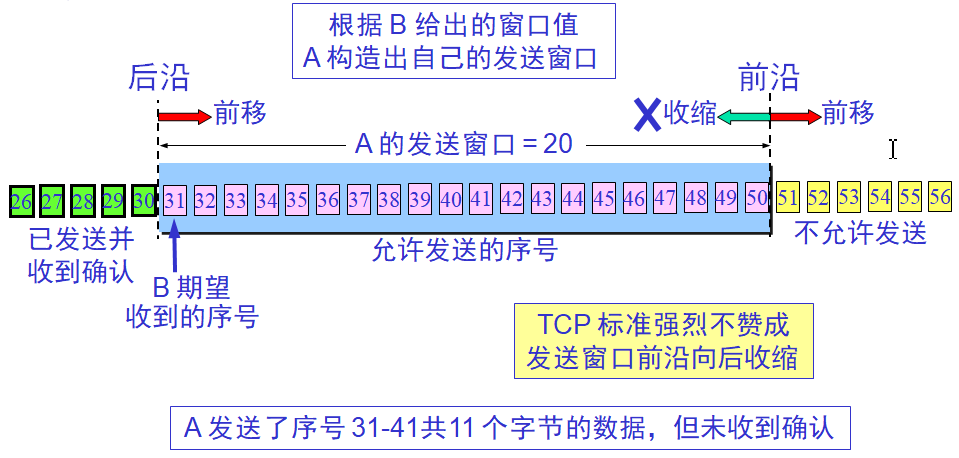 根据 B 给出的窗口值
A 构造出自己的发送窗口
后沿
前沿
前移
收缩
前移
A 的发送窗口 = 20
26 27 28 29 30 31 32 33 34 35 36 37 38 39 40 41 42 43 44 45 46 47 48 49 50 51 52 53 54 55 56
已发送并
收到确认
允许发送的序号
不允许发送
B 期望
收到的序号
TCP 标准强烈不赞成
发送窗口前沿向后收缩
A 发送了序号 31-41共11 个字节的数据，但未收到确认